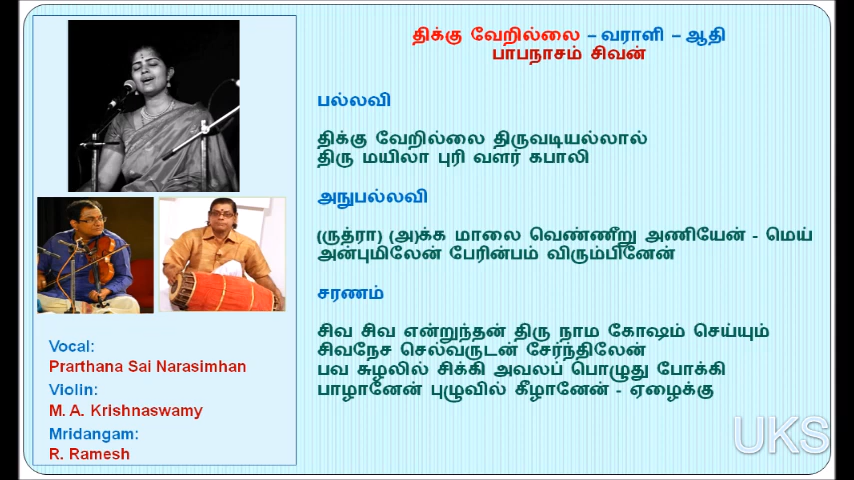 திக்கு வேறில்லை – வராளி – ஆதி
பாபநாசம் சிவன்
பல்லவி
திக்கு வேறில்லை திருவடியல்லால்
திரு மயிலா புரி வளர் கபாலி
அநுபல்லவி
(ருத்ரா) (அ)க்க மாலை வெண்ணீறு அணியேன் - மெய்
அன்புமிலேன் பேரின்பம் விரும்பினேன்
சரணம்
சிவ சிவ என்றுந்தன் திரு நாம கோஷம் செய்யும்
சிவநேச செல்வருடன் சேர்ந்திலேன்
பவ சுழலில் சிக்கி அவலப் பொழுது போக்கி
பாழானேன் புழுவில் கீழானேன் - ஏழைக்கு
Vocal:
Prarthana Sai Narasimhan
Violin:
M. A. Krishnaswamy
Mridangam:
R. Ramesh
UKS